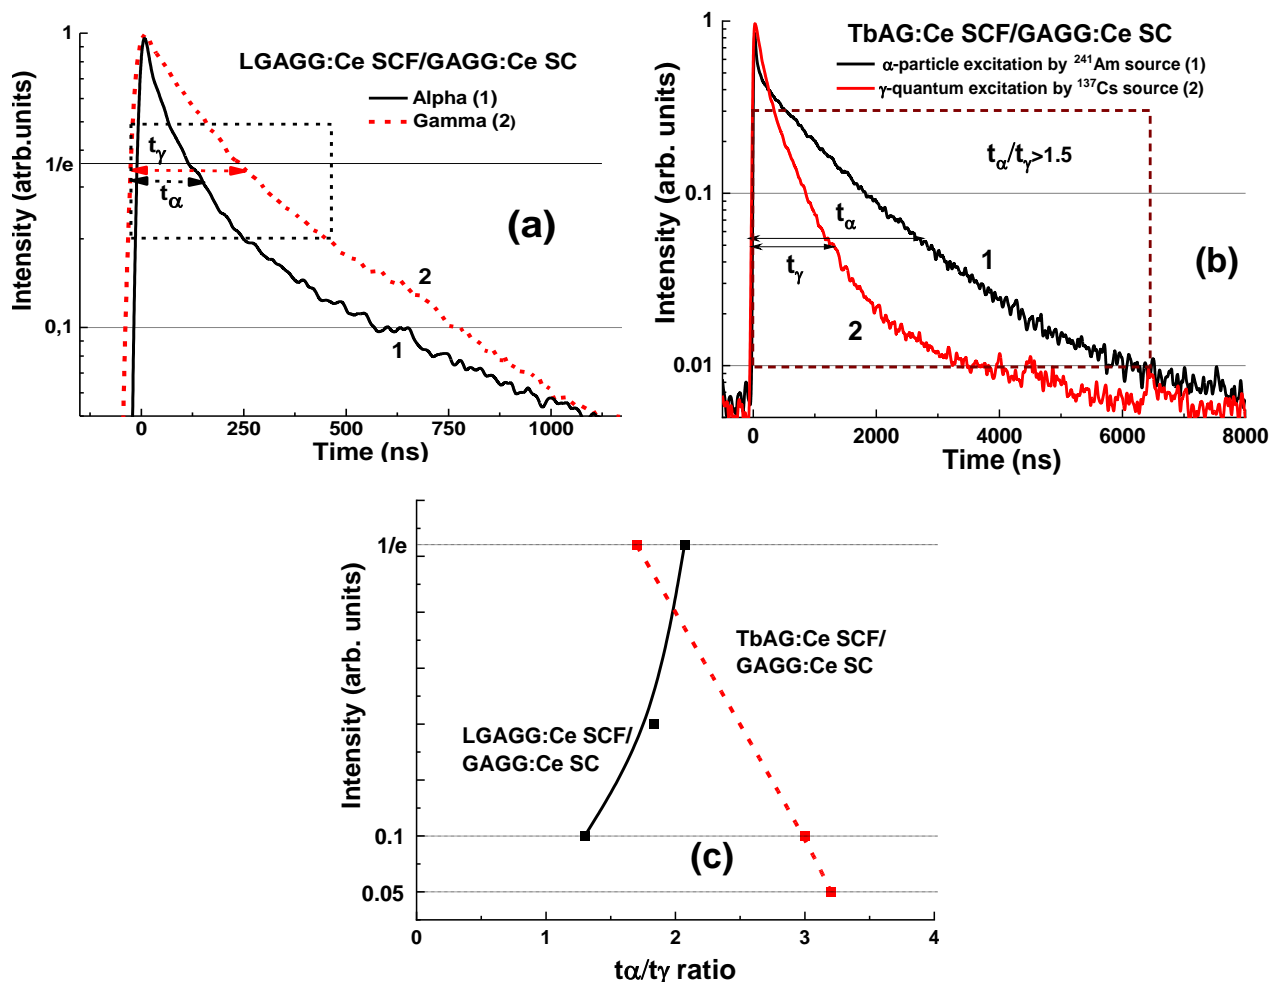 LGAGG:Ce SCF/GAGG:Ce SC
Alpha (1)
Gamma (2)
Intensity (atrb.units)
1
1/e
0,1
tγ
tα
(a)
2
1
0
250
500
750
1000
Time (ns)
TbAG:Ce SCF/GAGG:Ce SC
α-particle excitation by ²⁴¹Am source (1)
γ-quantum excitation by ¹³⁷Cs source (2)
Intensity (arb. units)
1
0.1
0.01
tα/tγ>1.5
tα
tγ
1
2
(b)
0
2000
4000
6000
8000
Time (ns)
Intensity (arb. units)
1/e
0.1
0.05
TbAG:Ce SCF/
GAGG:Ce SC
LGAGG:Ce SCF/
GAGG:Ce SC
(c)
0
1
2
3
4
tα/tγ ratio